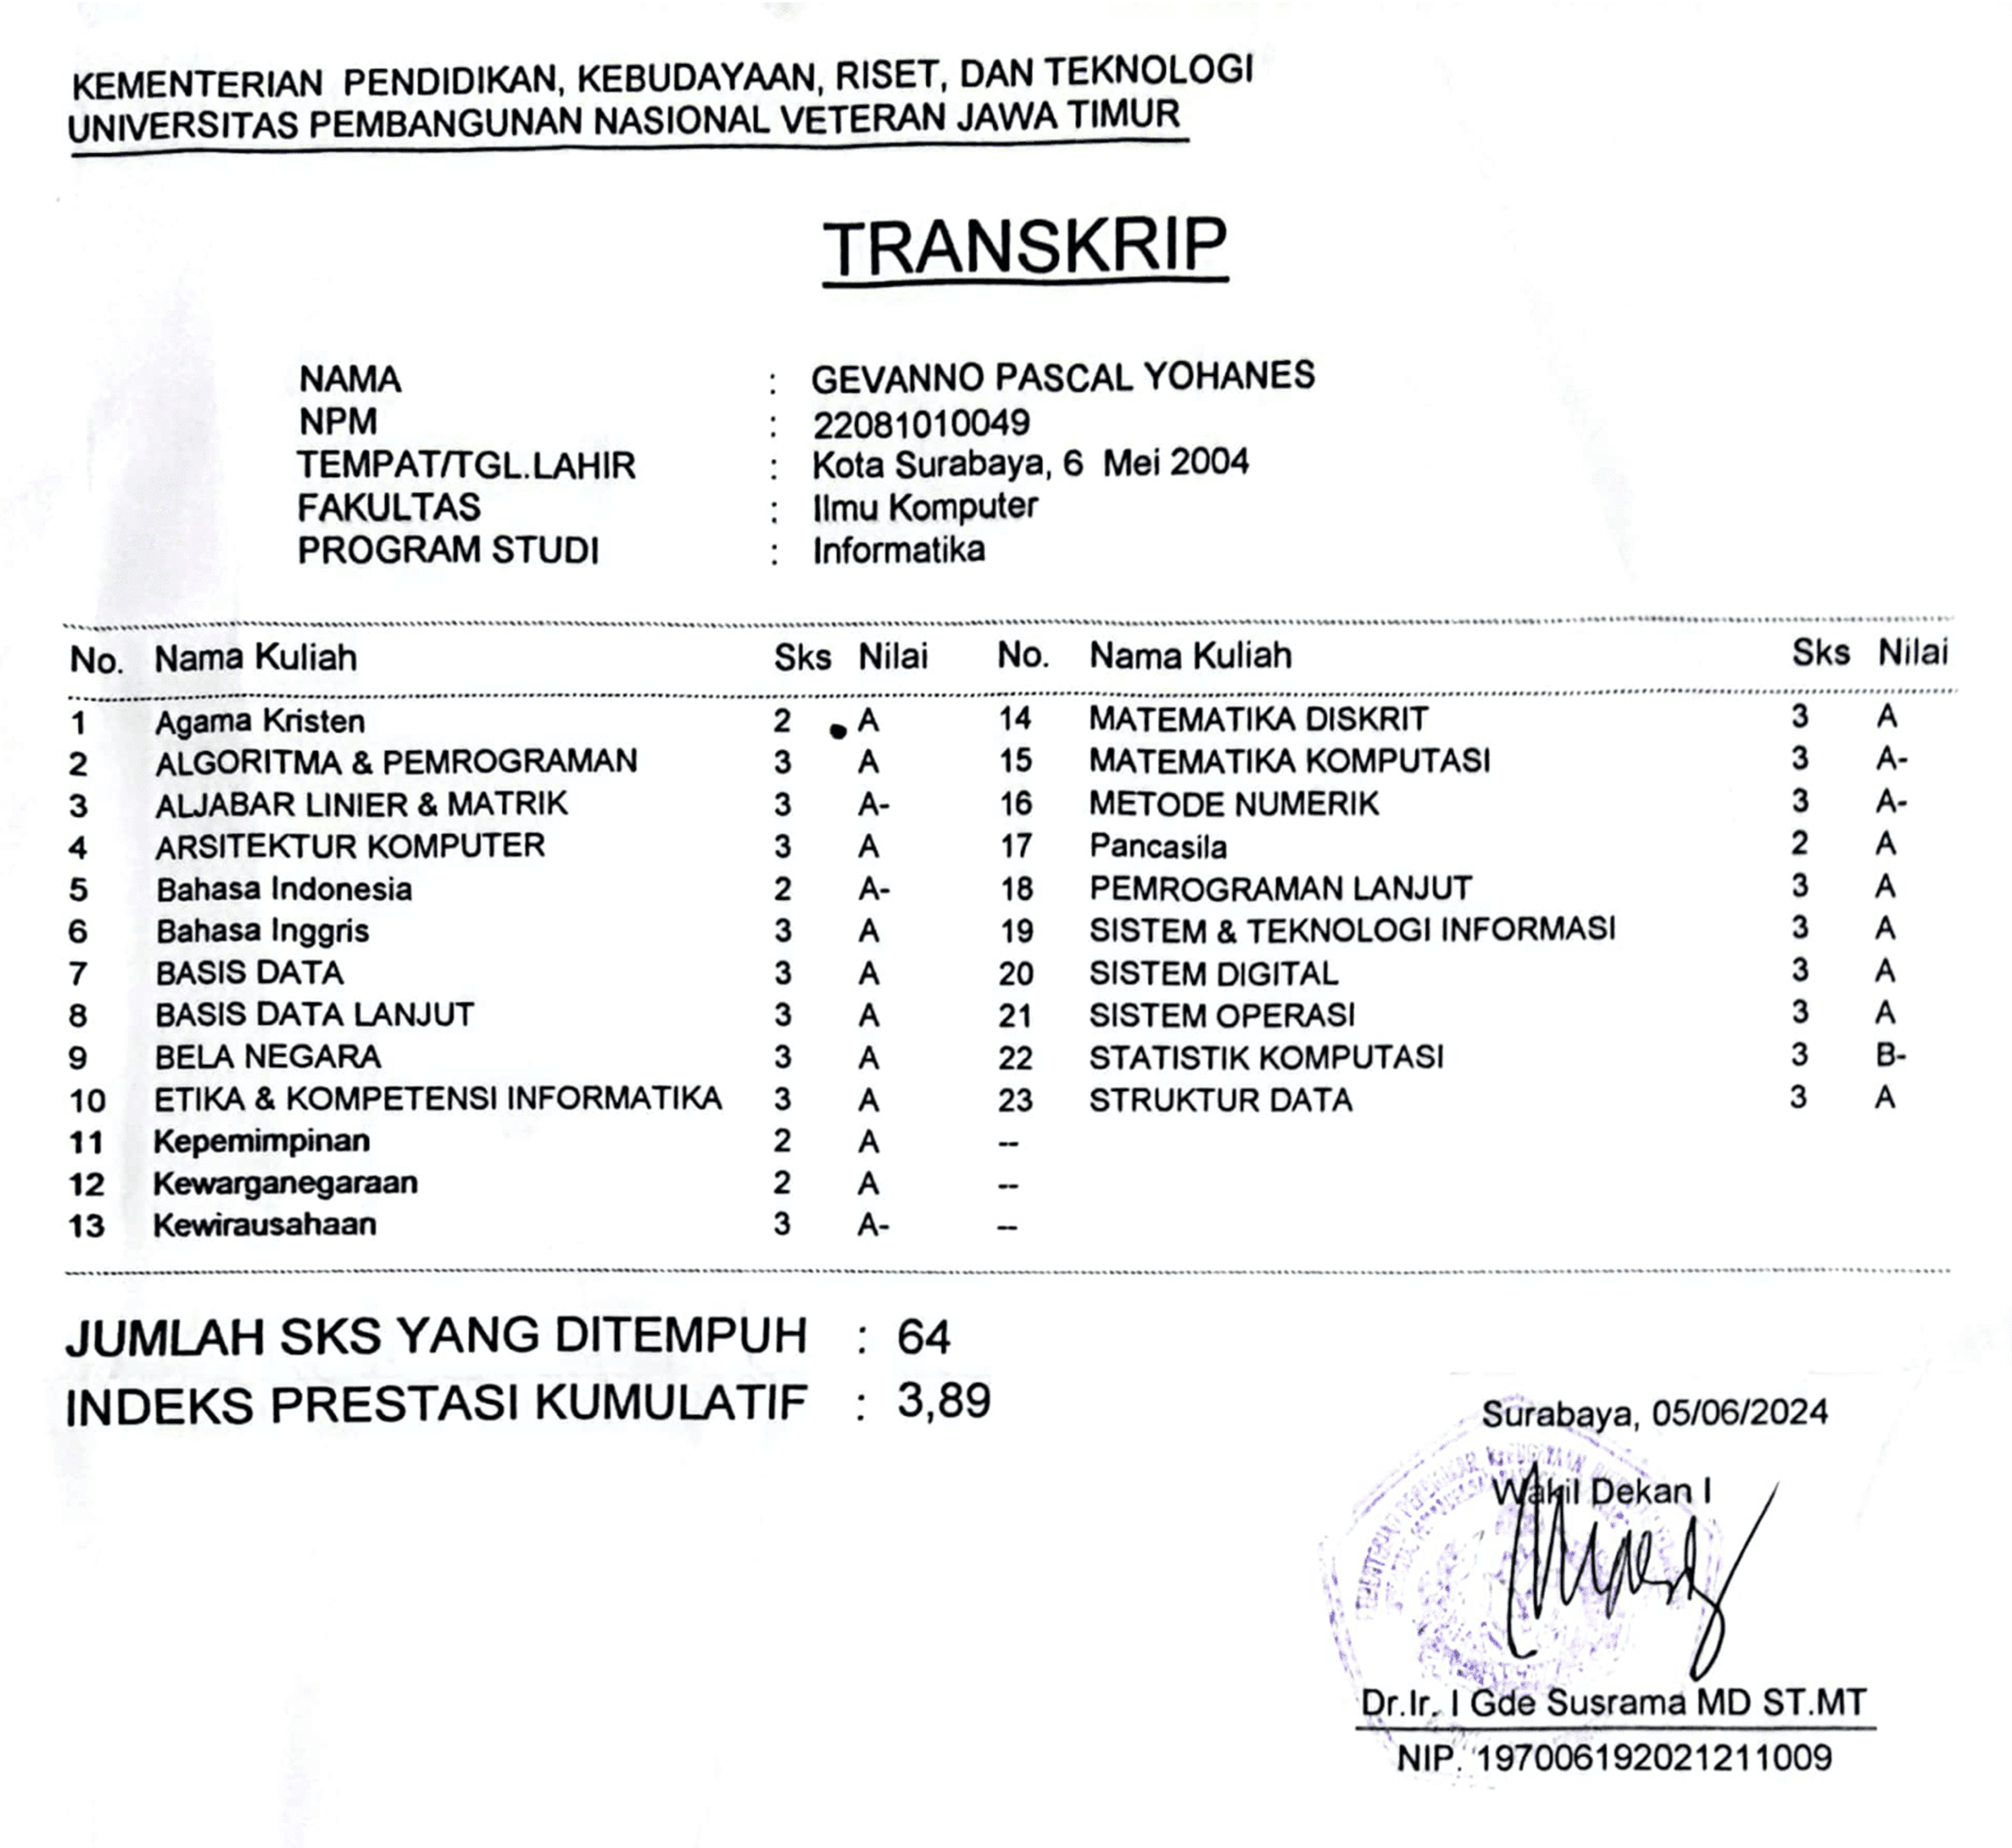 KEMENTERIAN PENDIDIKAN, KEBUDAYAAN, RISET, DAN TEKNOLOGI
UNIVERSITAS PEMBANGUNAN NASIONAL VETERAN JAWA TIMUR
TRANSKRIP
NAMA : GEVANNO PASCAL YOHANES
NPM : 22081010049
TEMPAT/TGL.LAHIR : Kota Surabaya, 6 Mei 2004
FAKULTAS : Ilmu Komputer
PROGRAM STUDI : Informatika
No. Nama Kuliah Sks Nilai No. Nama Kuliah Sks Nilai
1 Agama Kristen 2 A 14 MATEMATIKA DISKRIT 3 A
2 ALGORITMA & PEMROGRAMAN 3 A 15 MATEMATIKA KOMPUTASI 3 A-
3 ALJABAR LINIER & MATRIK 3 A- 16 METODE NUMERIK 3 A-
4 ARSITEKTUR KOMPUTER 3 A 17 Pancasila 2 A
5 Bahasa Indonesia 2 A- 18 PEMROGRAMAN LANJUT 3 A
6 Bahasa Inggris 3 A 19 SISTEM & TEKNOLOGI INFORMASI 3 A
7 BASIS DATA 3 A 20 SISTEM DIGITAL 3 A
8 BASIS DATA LANJUT 3 A 21 SISTEM OPERASI 3 A
9 BELA NEGARA 3 A 22 STATISTIK KOMPUTASI 3 B-
10 ETIKA & KOMPETENSI INFORMATIKA 3 A 23 STRUKTUR DATA 3 A
11 Kepemimpinan 2 A --
12 Kewarganegaraan 2 A --
13 Kewirausahaan 3 A- --
JUMLAH SKS YANG DITEMPUH : 64
INDEKS PRESTASI KUMULATIF : 3,89
Surabaya, 05/06/2024
Wakil Dekan I
Dr.Ir. I Gde Susrama MD ST.MT
NIP. 197006192021211009